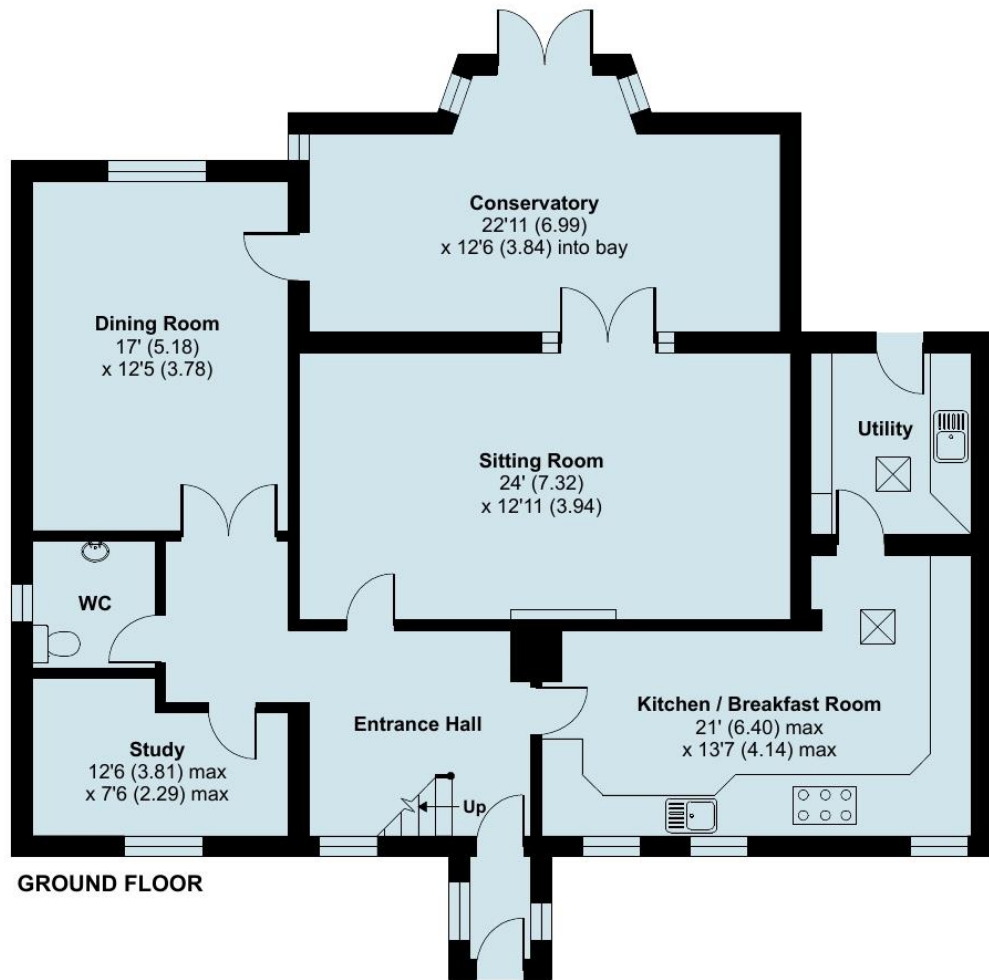 Conservatory
22'11 (6.99)
x 12'6 (3.84) into bay
Dining Room
17' (5.18)
x 12'5 (3.78)
Utility
Sitting Room
24' (7.32)
x 12'11 (3.94)
WC
Kitchen / Breakfast Room
21' (6.40) max
x 13'7 (4.14) max
Entrance Hall
Study
12'6 (3.81) max
x 7'6 (2.29) max
Up
GROUND FLOOR